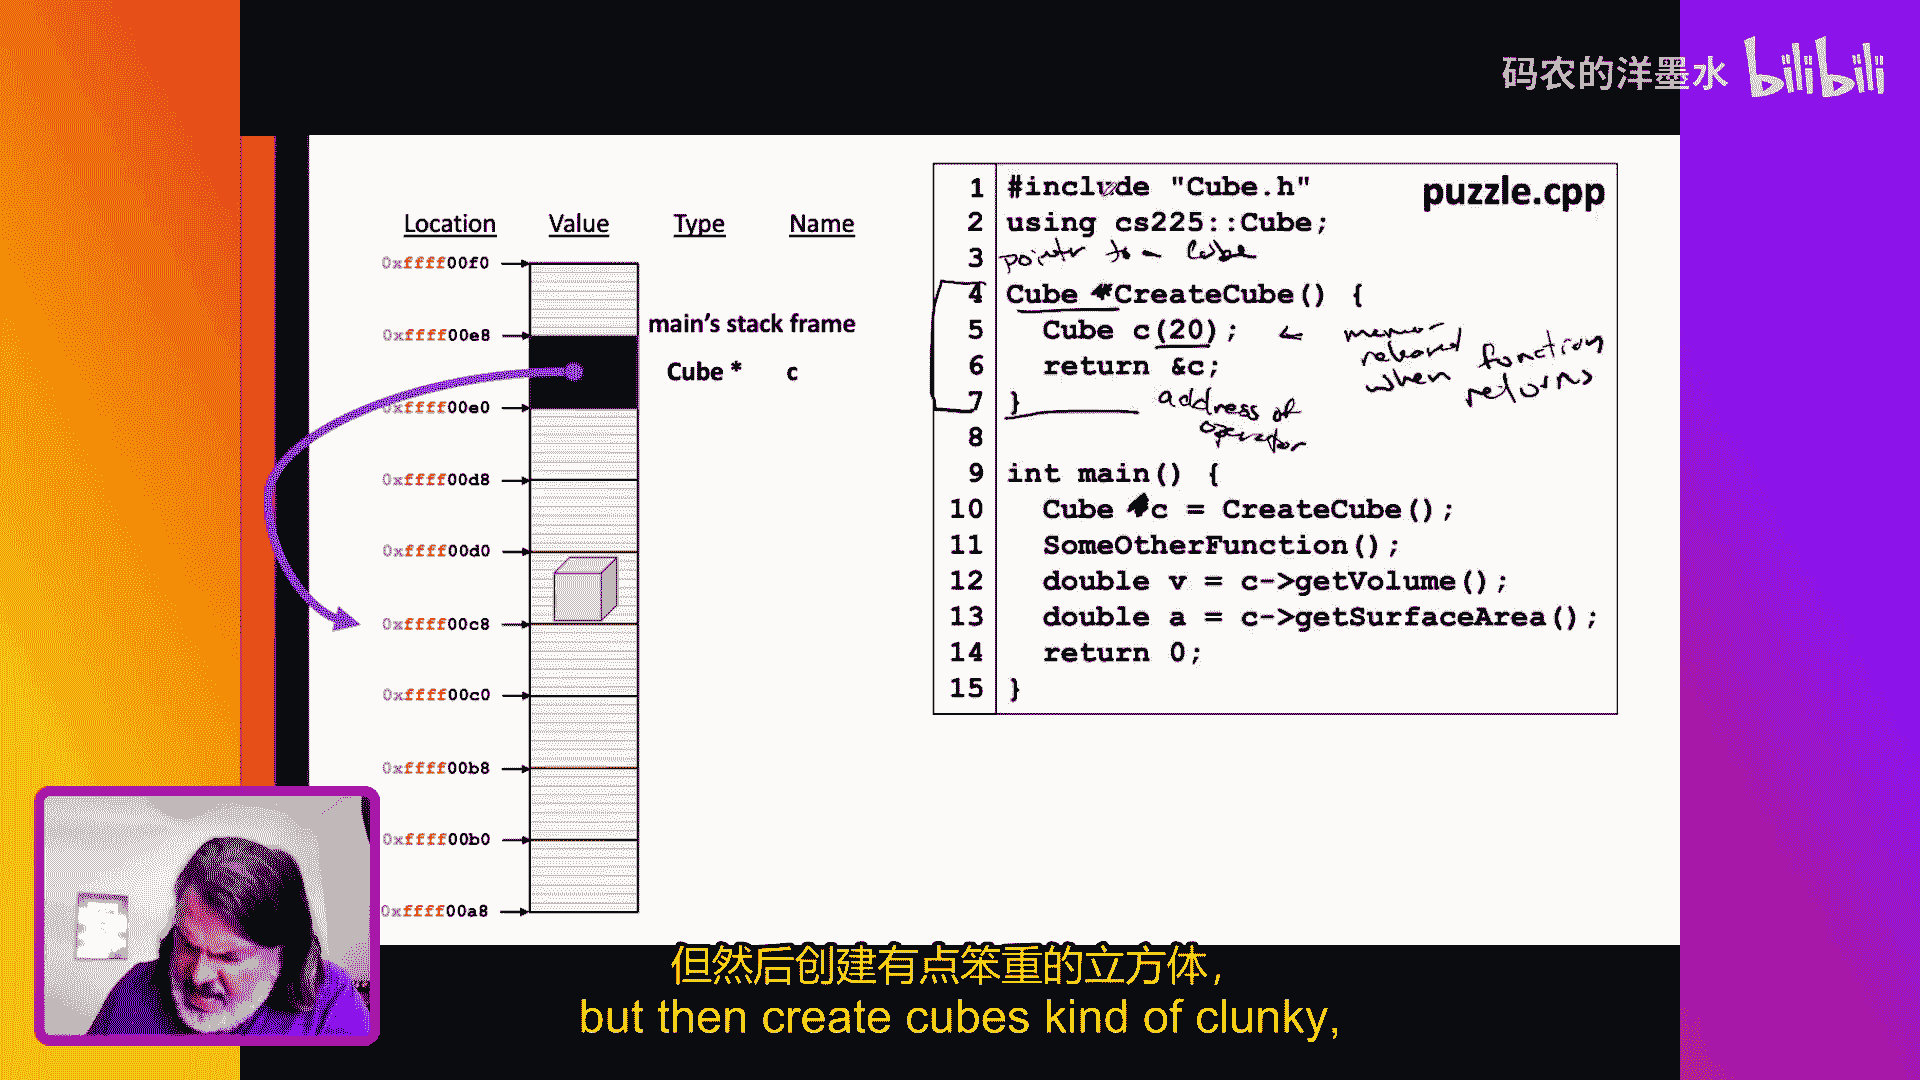 码农的洋墨水 bilibili
Location Value Type Name
0xffff00f0
main's stack frame
0xffff00e8
Cube * c
0xffff00e0
0xffff00d8
0xffff00d0
0xffff00c8
0xffff00c0
0xffff00b8
0xffff00b0
0xffff00a8
puzzle.cpp
1 #include "Cube.h"
2 using cs225::Cube;
3 pointer to a Cube
4 Cube *CreateCube() {
5 Cube c(20); ← memory
released function
6 return &c; when returns
7 }
address of
operator
8
9 int main() {
10 Cube *c = CreateCube();
11 SomeOtherFunction();
12 double v = c->getVolume();
13 double a = c->getSurfaceArea();
14 return 0;
15 }
但然后创建有点笨重的立方体，
but then create cubes kind of clunky,